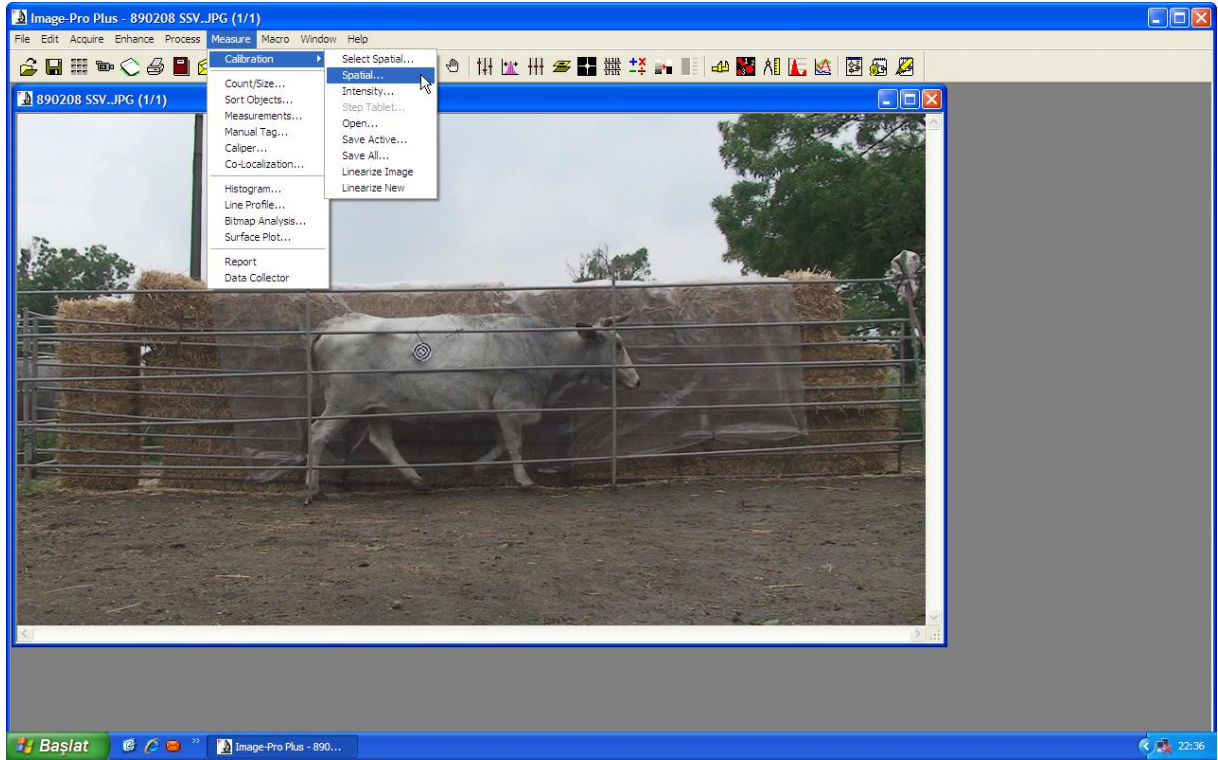 Image-Pro Plus - 890208 SSV.JPG (1/1)
File Edit Acquire Enhance Process Measure Macro Window Help
890208 SSV.JPG (1/1)
Calibration
Count/Size...
Sort Objects...
Measurements...
Manual Tag...
Caliper...
Co-Localization...
Histogram...
Line Profile...
Bitmap Analysis...
Surface Plot...
Report
Data Collector
Select Spatial...
Spatial...
Intensity...
Step Tablet...
Open...
Save Active...
Save All...
Linearize Image
Linearize New
Başlat
Image-Pro Plus - 890...
22:36